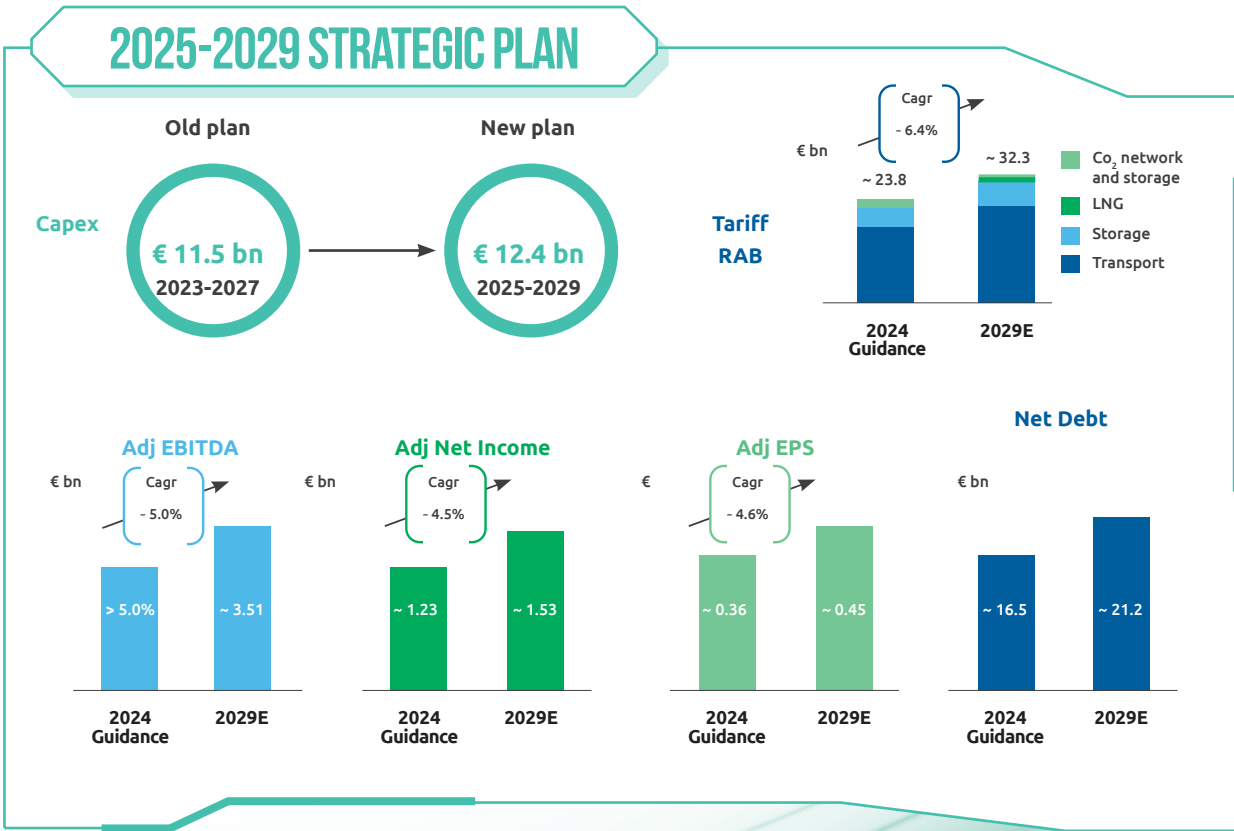 2025-2029 STRATEGIC PLAN
Old plan
New plan
Capex
€ 11.5 bn
2023-2027
€ 12.4 bn
2025-2029
Tariff
RAB
€ bn
Cagr
~ 6.4%
~ 23.8
~ 32.3
2024
Guidance
2029E
Co₂ network
and storage
LNG
Storage
Transport
Adj EBITDA
€ bn
Cagr
~ 5.0%
> 5.0%
~ 3.51
2024
Guidance
2029E
Adj Net Income
€ bn
Cagr
~ 4.5%
~ 1.23
~ 1.53
2024
Guidance
2029E
Adj EPS
€
Cagr
~ 4.6%
~ 0.36
~ 0.45
2024
Guidance
2029E
Net Debt
€ bn
~ 16.5
~ 21.2
2024
Guidance
2029E